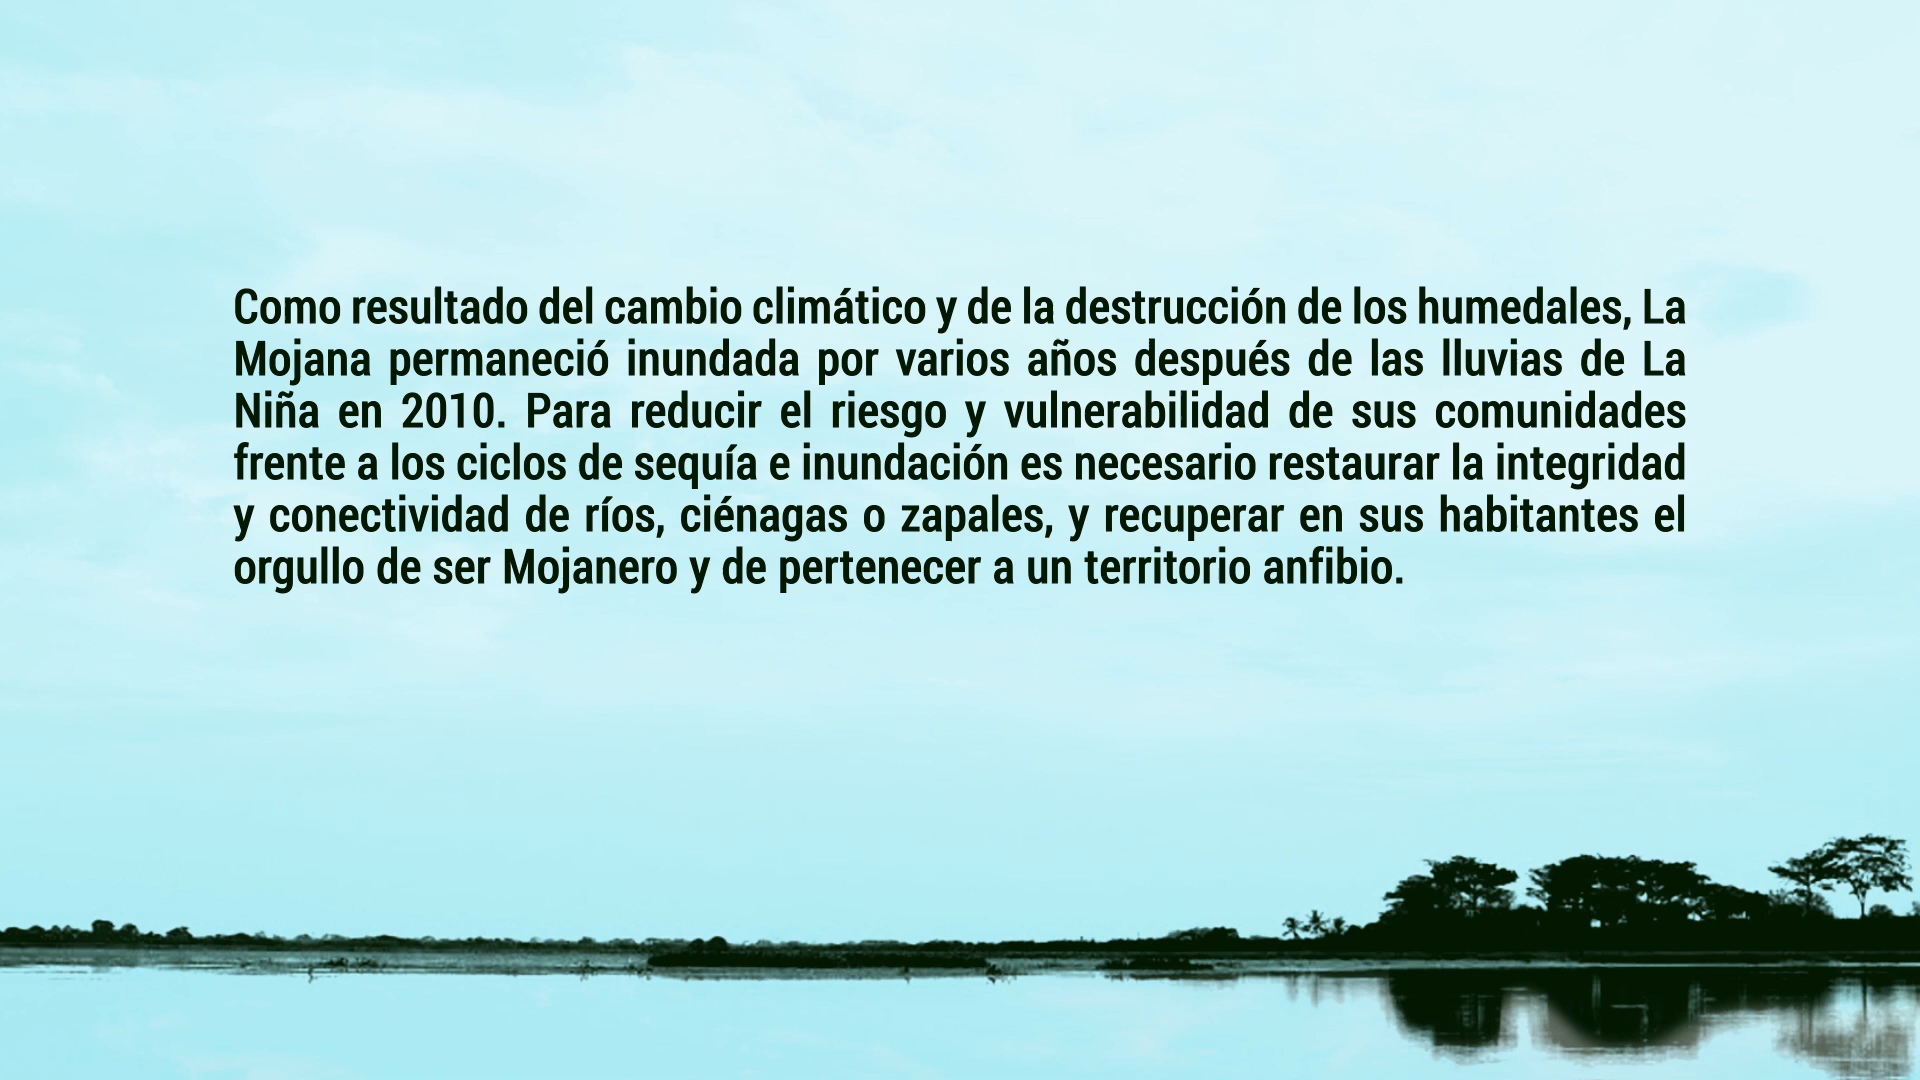 Como resultado del cambio climático y de la destrucción de los humedales, La
Mojana permaneció inundada por varios años después de las lluvias de La
Niña en 2010. Para reducir el riesgo y vulnerabilidad de sus comunidades
frente a los ciclos de sequía e inundación es necesario restaurar la integridad
y conectividad de ríos, ciénagas o zapales, y recuperar en sus habitantes el
orgullo de ser Mojanero y de pertenecer a un territorio anfibio.